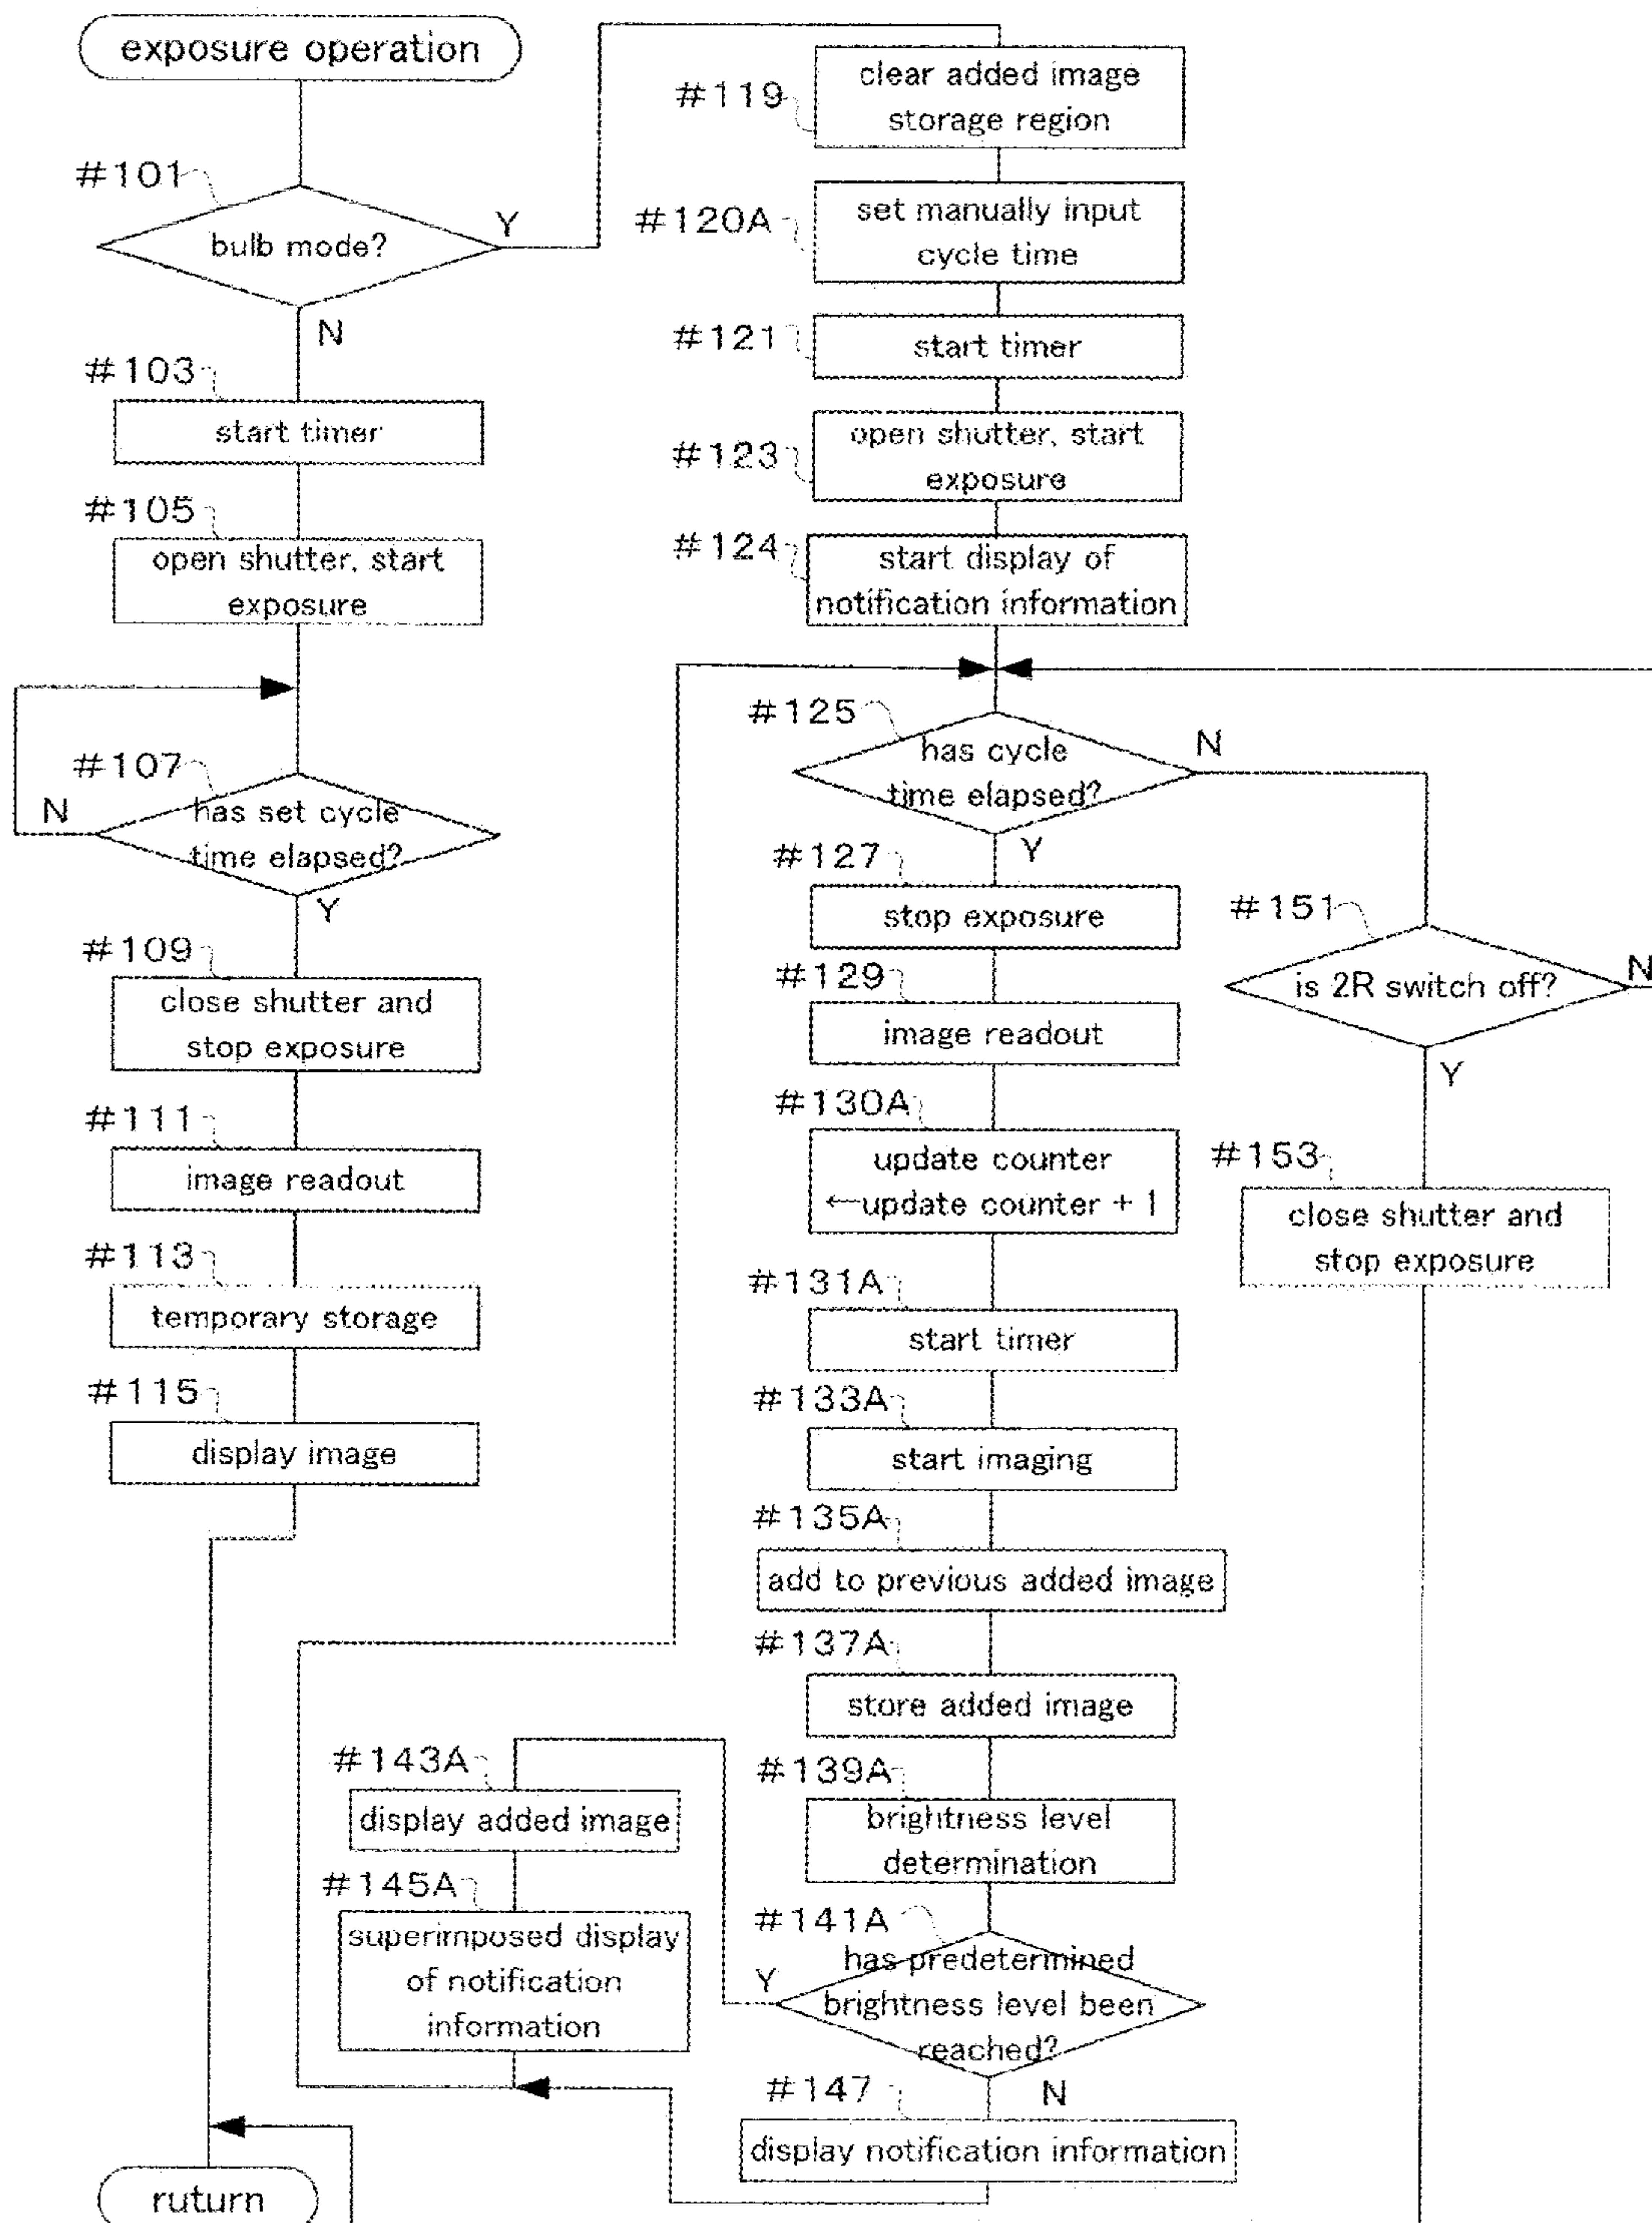 exposure operation
#101
bulb mode?
Y
N
#103
start timer
#105
open shutter, start
exposure
#107
has set cycle
time elapsed?
N
Y
#109
close shutter and
stop exposure
#111
image readout
#113
temporary storage
#115
display image
#119
clear added image
storage region
#120A
set manually input
cycle time
#121
start timer
#123
open shutter, start
exposure
#124
start display of
notification information
#125
has cycle
time elapsed?
N
Y
#127
stop exposure
#129
image readout
#130A
update counter
←update counter + 1
#131A
start timer
#133A
start imaging
#135A
add to previous added image
#137A
store added image
#139A
brightness level
determination
#141A
has predetermined
brightness level been
reached?
Y
N
#143A
display added image
#145A
superimposed display
of notification
information
#147
display notification information
#151
is 2R switch off?
N
Y
#153
close shutter and
stop exposure
ruturn